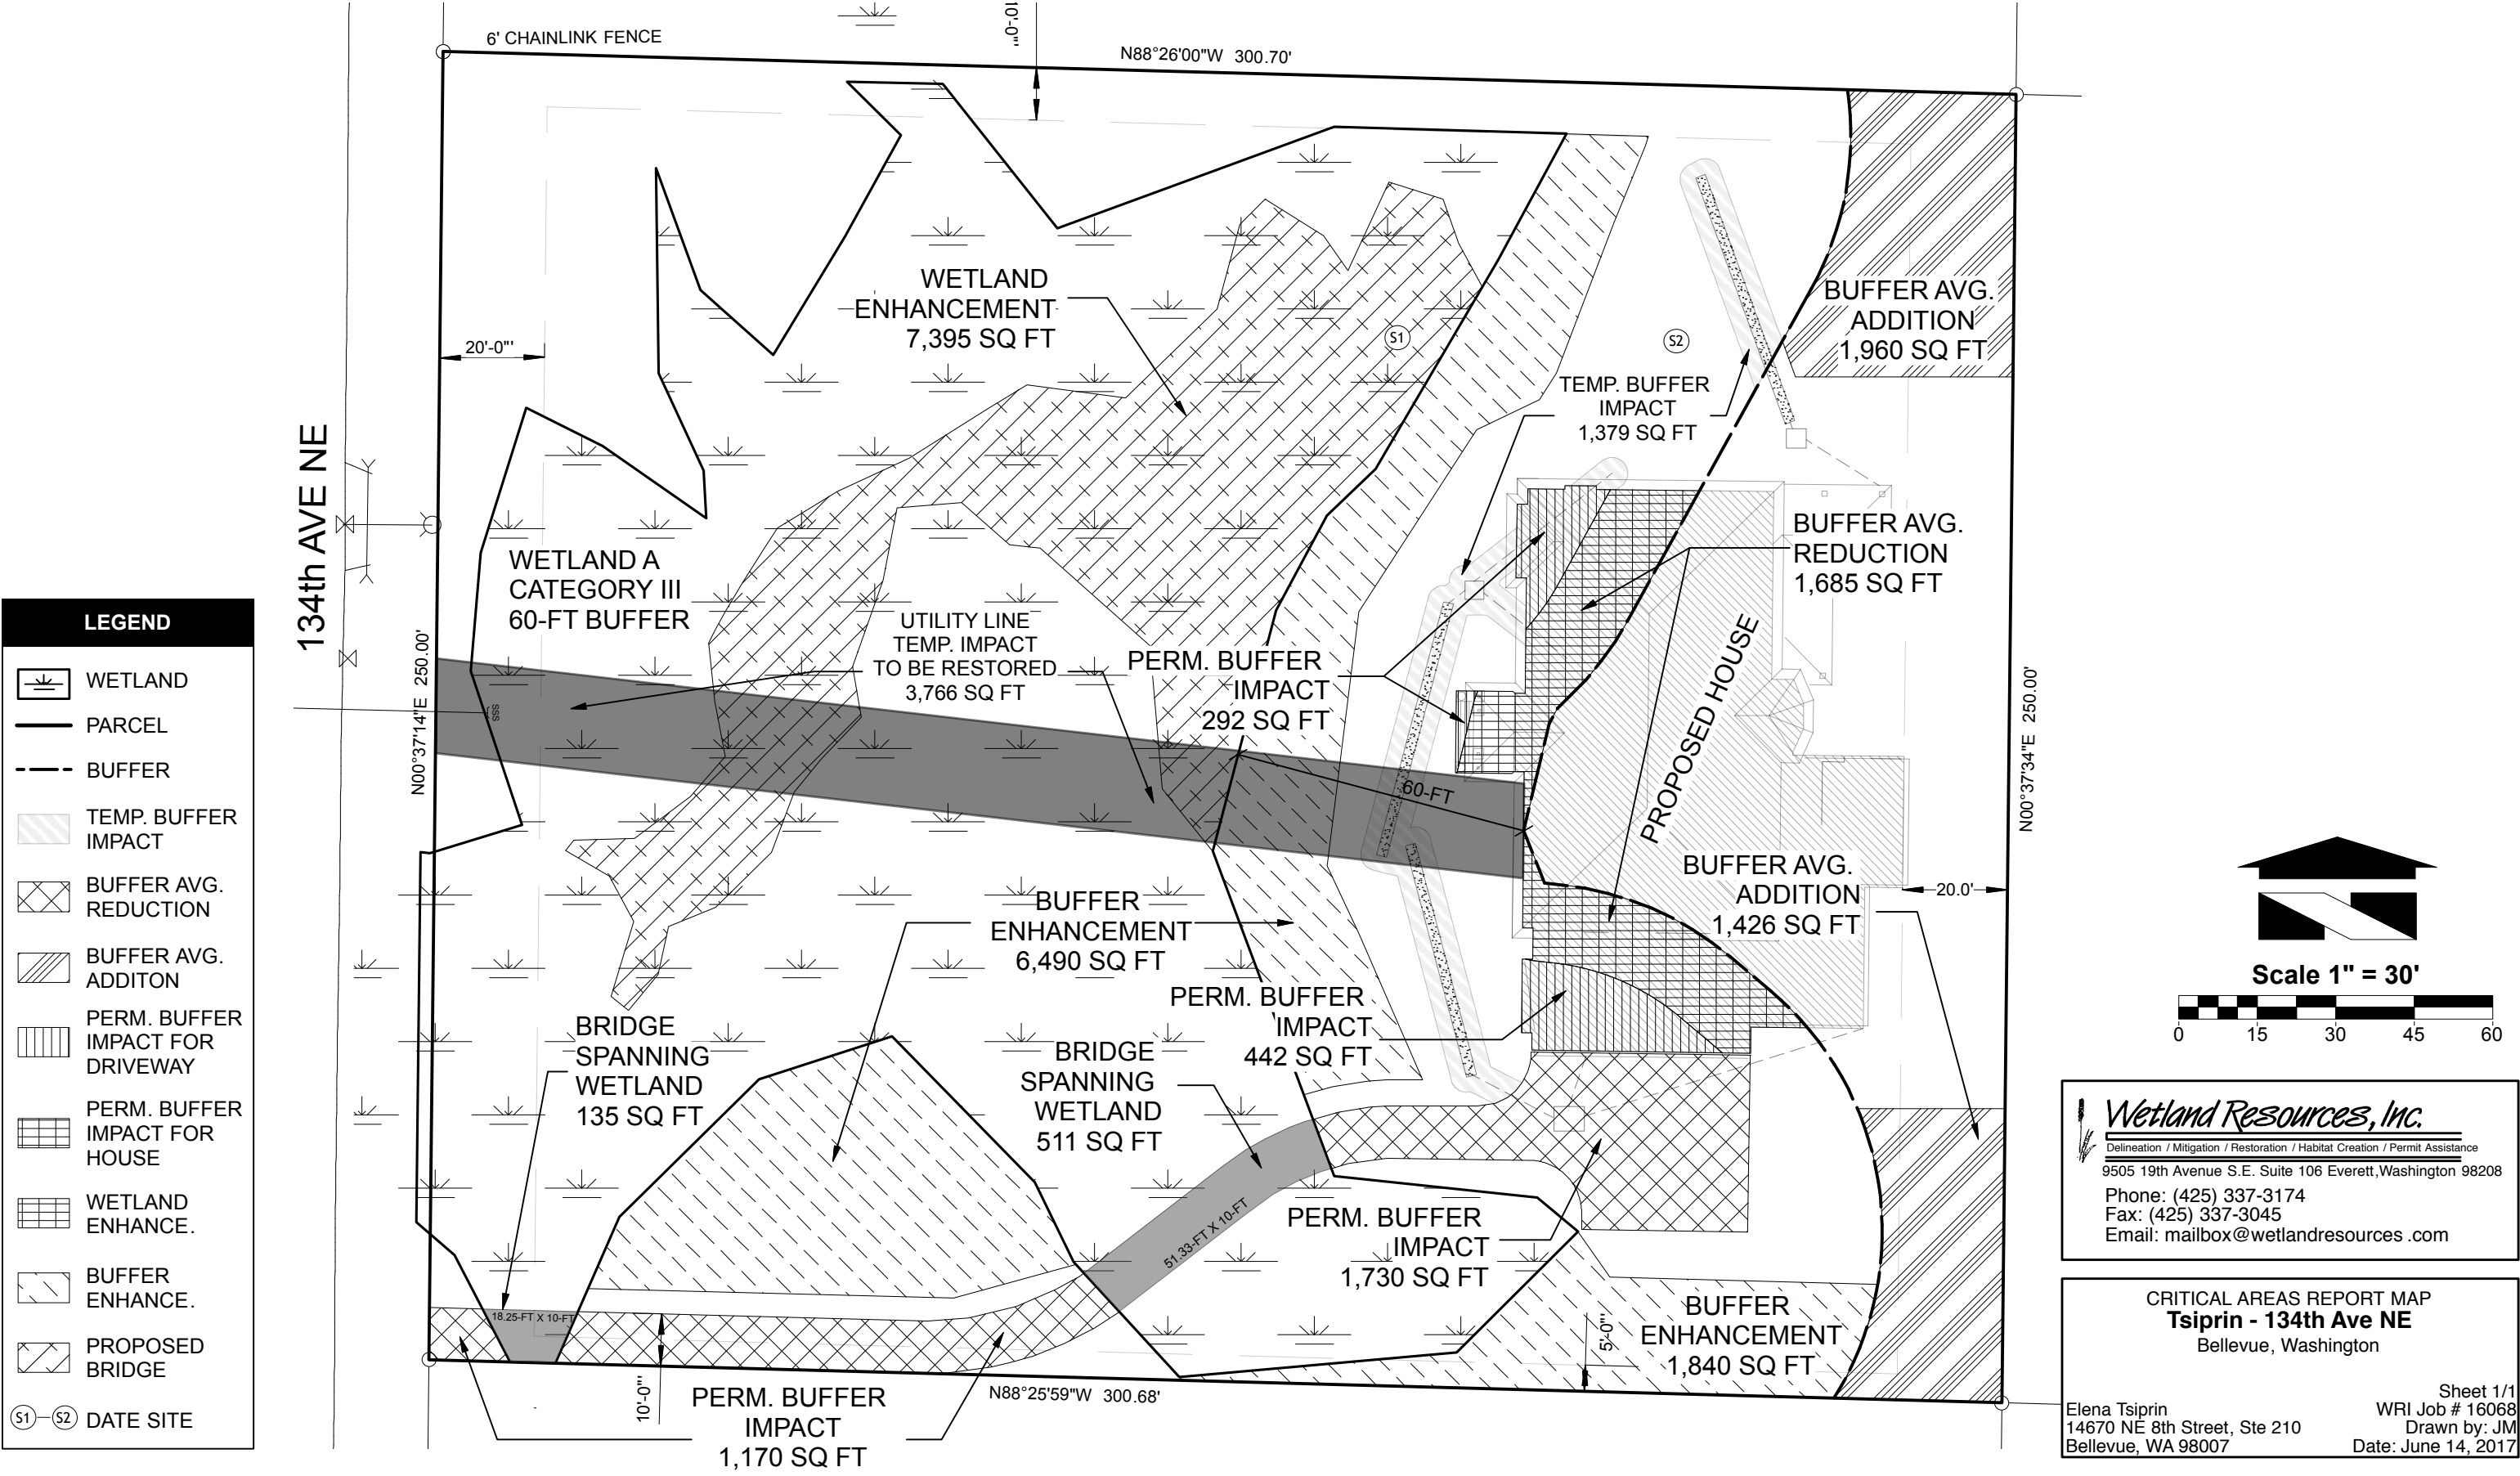 6' CHAINLINK FENCE
10'-0"'
N88°26'00"W 300.70'
134th AVE NE
20'-0"'
WETLAND
ENHANCEMENT
7,395 SQ FT
S1
S2
BUFFER AVG.
ADDITION
1,960 SQ FT
TEMP. BUFFER
IMPACT
1,379 SQ FT
BUFFER AVG.
REDUCTION
1,685 SQ FT
WETLAND A
CATEGORY III
60-FT BUFFER
UTILITY LINE
TEMP. IMPACT
TO BE RESTORED
3,766 SQ FT
PERM. BUFFER
IMPACT
292 SQ FT
PROPOSED HOUSE
N00°37'14"E 250.00'
SSS
60-FT
N00°37'34"E 250.00'
BUFFER AVG.
ADDITION
1,426 SQ FT
20.0'
BUFFER
ENHANCEMENT
6,490 SQ FT
PERM. BUFFER
IMPACT
442 SQ FT
BRIDGE
SPANNING
WETLAND
135 SQ FT
BRIDGE
SPANNING
WETLAND
511 SQ FT
51.33-FT X 10-FT
PERM. BUFFER
IMPACT
1,730 SQ FT
18.25-FT X 10-FT
BUFFER
ENHANCEMENT
1,840 SQ FT
5'-0"'
10'-0"'
PERM. BUFFER
IMPACT
1,170 SQ FT
N88°25'59"W 300.68'
LEGEND
WETLAND
PARCEL
BUFFER
TEMP. BUFFER
IMPACT
BUFFER AVG.
REDUCTION
BUFFER AVG.
ADDITON
PERM. BUFFER
IMPACT FOR
DRIVEWAY
PERM. BUFFER
IMPACT FOR
HOUSE
WETLAND
ENHANCE.
BUFFER
ENHANCE.
PROPOSED
BRIDGE
S1 S2 DATE SITE
Scale 1" = 30'
0 15 30 45 60
Wetland Resources, Inc.
Delineation / Mitigation / Restoration / Habitat Creation / Permit Assistance
9505 19th Avenue S.E. Suite 106 Everett,Washington 98208
Phone: (425) 337-3174
Fax: (425) 337-3045
Email: mailbox@wetlandresources .com
CRITICAL AREAS REPORT MAP
Tsiprin - 134th Ave NE
Bellevue, Washington
Sheet 1/1
Elena Tsiprin WRI Job # 16068
14670 NE 8th Street, Ste 210 Drawn by: JM
Bellevue, WA 98007 Date: June 14, 2017